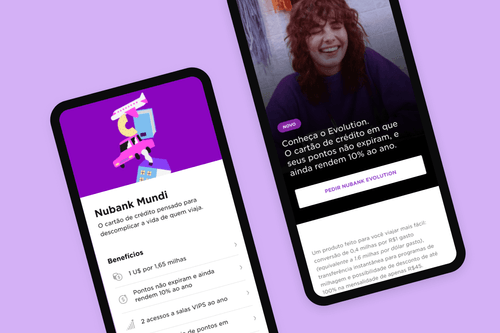 Nubank Mundi
O cartão de crédito pensado para
descomplicar a vida de quem viaja.
Benefícios
1 U$ por 1,65 milhas
Pontos não expiram e ainda
rendem 10% ao ano
2 acessos a salas VIPS ao ano
de pontos em
NOVO
Conheça o Evolution.
O cartão de crédito em que
seus pontos não expiram, e
ainda rendem 10% ao ano.
PEDIR NUBANK EVOLUTION
Um produto feito para você viajar mais fácil:
conversão de 0,4 milhas por R$1 gasto
(equivalente a 1.6 milhas por dólar gasto),
transferência instantânea para programas de
milhagem e possibilidade de desconto de até
100% na mensalidade de apenas R$45.